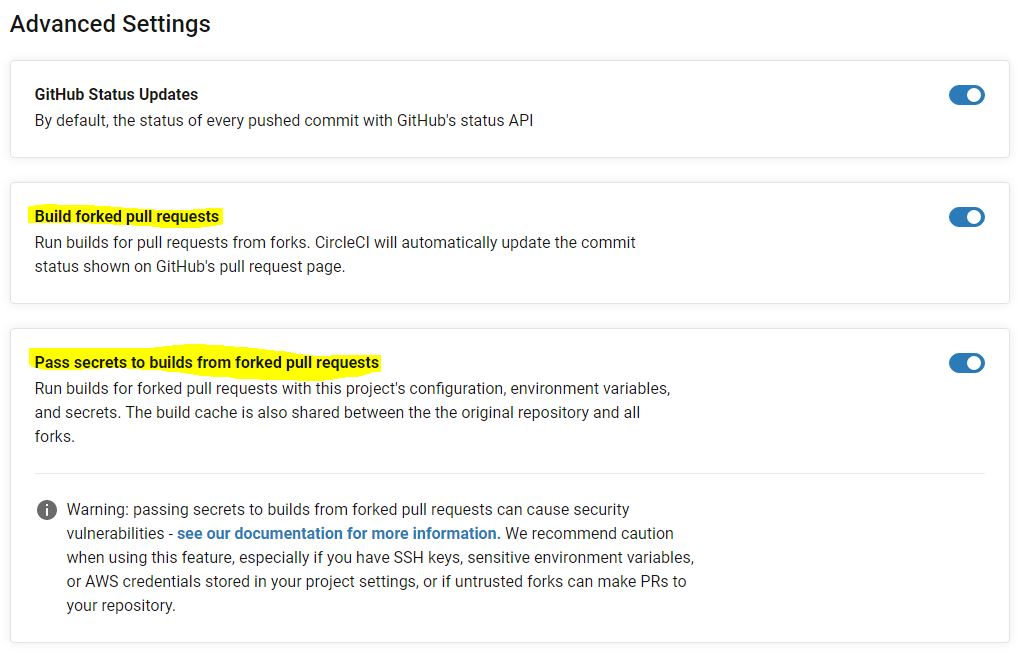 Advanced Settings
GitHub Status Updates
By default, the status of every pushed commit with GitHub's status API
Build forked pull requests
Run builds for pull requests from forks. CircleCI will automatically update the commit
status shown on GitHub's pull request page.
Pass secrets to builds from forked pull requests
Run builds for forked pull requests with this project's configuration, environment variables,
and secrets. The build cache is also shared between the the original repository and all
forks.
Warning: passing secrets to builds from forked pull requests can cause security
vulnerabilities - see our documentation for more information. We recommend caution
when using this feature, especially if you have SSH keys, sensitive environment variables,
or AWS credentials stored in your project settings, or if untrusted forks can make PRs to
your repository.